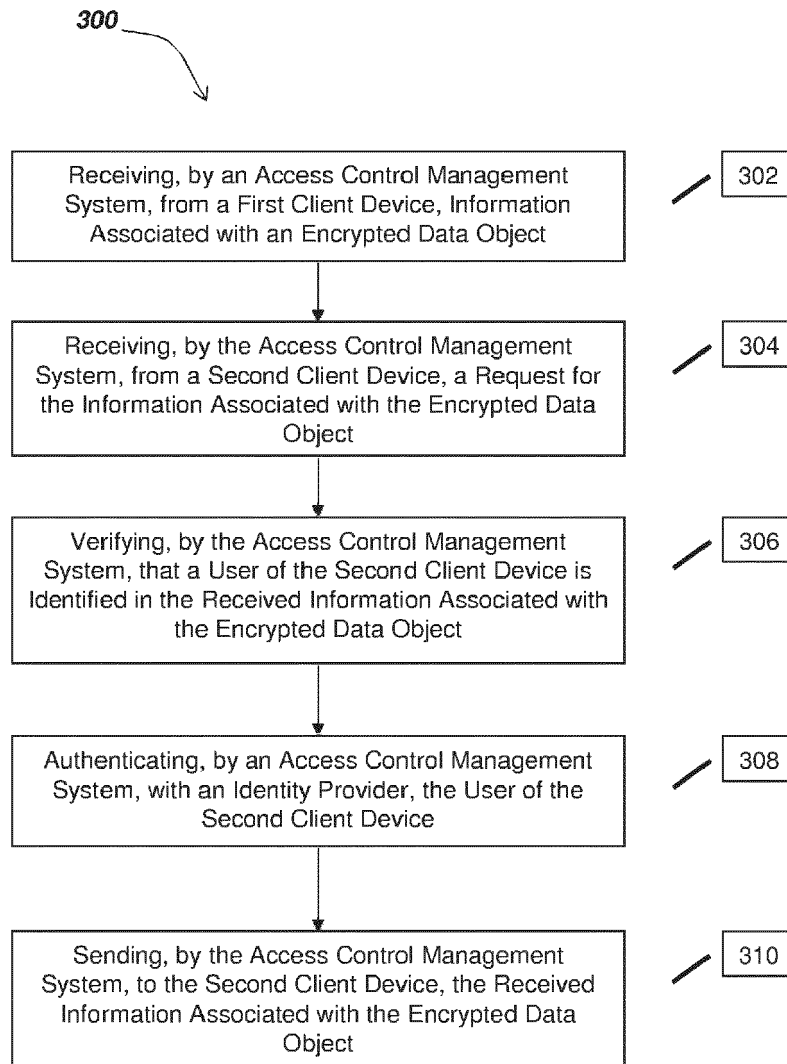 300
Receiving, by an Access Control Management
System, from a First Client Device, Information
Associated with an Encrypted Data Object
302
Receiving, by the Access Control Management
System, from a Second Client Device, a Request for
the Information Associated with the Encrypted Data
Object
304
Verifying, by the Access Control Management
System, that a User of the Second Client Device is
Identified in the Received Information Associated with
the Encrypted Data Object
306
Authenticating, by an Access Control Management
System, with an Identity Provider, the User of the
Second Client Device
308
Sending, by the Access Control Management
System, to the Second Client Device, the Received
Information Associated with the Encrypted Data
Object
310